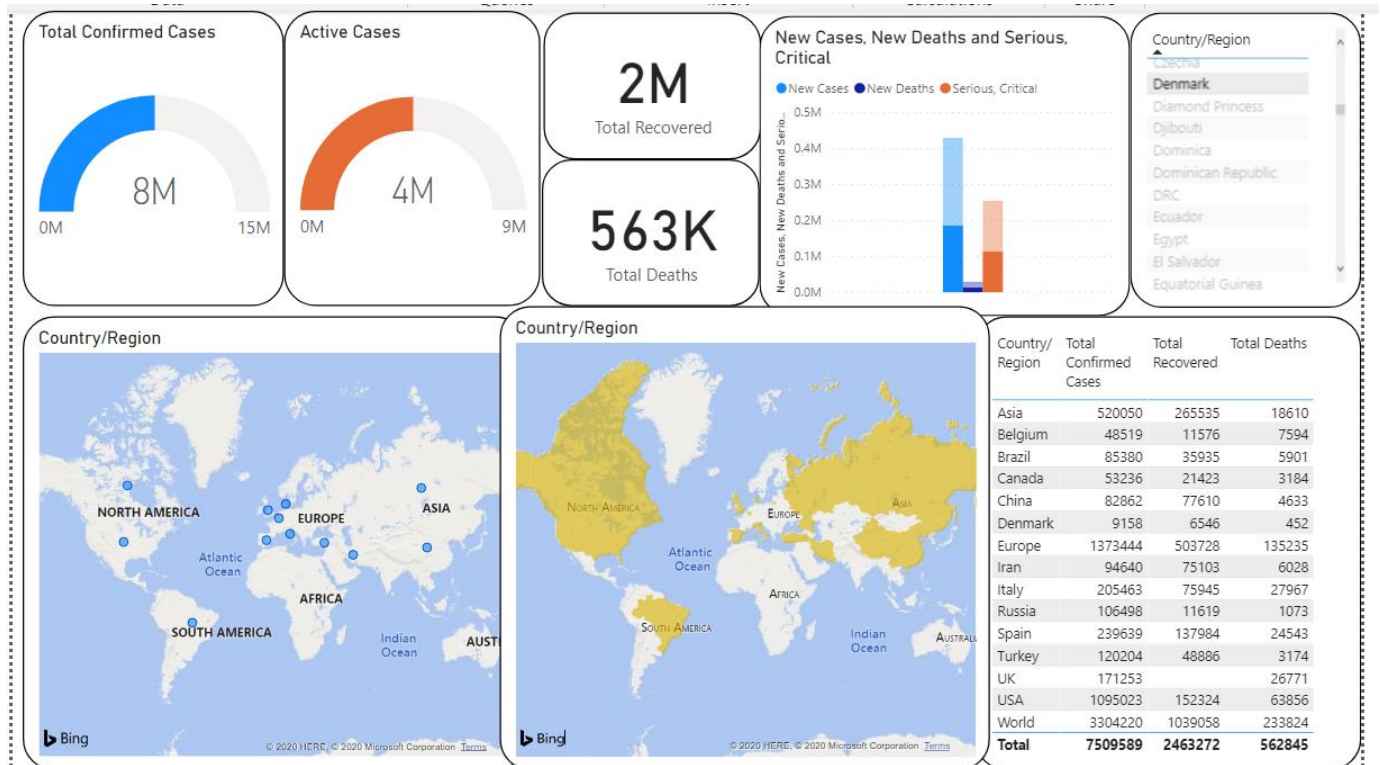 Total Confirmed Cases
8M
0M
15M
Active Cases
4M
0M
9M
2M
Total Recovered
563K
Total Deaths
New Cases, New Deaths and Serious,
Critical
New Cases New Deaths Serious, Critical
New Cases, New Deaths and Serio...
0.5M
0.4M
0.3M
0.2M
0.1M
0.0M
Country/Region
Czechia
Denmark
Diamond Princess
Djibouti
Dominica
Dominican Republic
DRC
Ecuador
Egypt
El Salvador
Equatorial Guinea
Country/Region
NORTH AMERICA
EUROPE
ASIA
Atlantic
Ocean
AFRICA
SOUTH AMERICA
Indian
Ocean
AUST
Bing
© 2020 HERE, © 2020 Microsoft Corporation Terms
Country/Region
NORTH AMERICA
EUROPE
ASIA
Atlantic
Ocean
AFRICA
SOUTH AMERICA
Indian
Ocean
AUSTRAL
Bing
© 2020 HERE, © 2020 Microsoft Corporation Terms
Country/ Total Total Total Deaths
Region Confirmed Recovered
Cases
Asia 520050 265535 18610
Belgium 48519 11576 7594
Brazil 85380 35935 5901
Canada 53236 21423 3184
China 82862 77610 4633
Denmark 9158 6546 452
Europe 1373444 503728 135235
Iran 94640 75103 6028
Italy 205463 75945 27967
Russia 106498 11619 1073
Spain 239639 137984 24543
Turkey 120204 48886 3174
UK 171253 26771
USA 1095023 152324 63856
World 3304220 1039058 233824
Total 7509589 2463272 562845